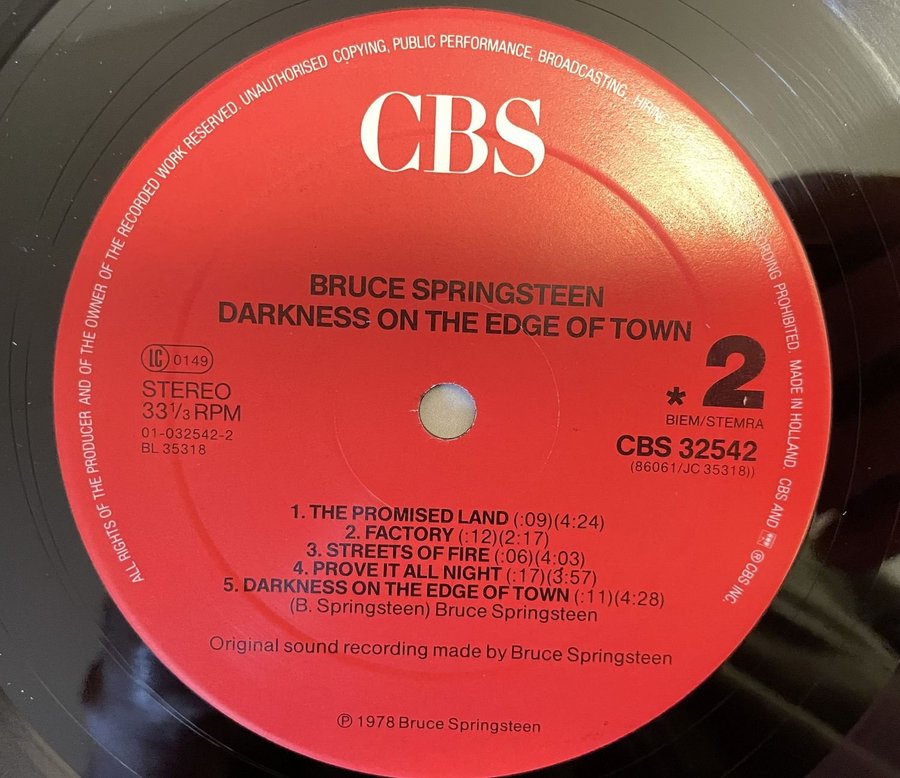 ALL RIGHTS OF THE PRODUCER AND OF THE OWNER OF THE RECORDED WORK RESERVED. UNAUTHORISED COPYING, PUBLIC PERFORMANCE, BROADCASTING, HIRING PROHIBITED. MADE IN HOLLAND. CBS AND ℗ CBS INC.
CBS
BRUCE SPRINGSTEEN
DARKNESS ON THE EDGE OF TOWN
LC 0149
STEREO
33⅓ RPM
01-032542-2
BL 35318
* 2
BIEM/STEMRA
CBS 32542
(86061/JC 35318))
1. THE PROMISED LAND (:09)(4:24)
2. FACTORY (:12)(2:17)
3. STREETS OF FIRE (:06)(4:03)
4. PROVE IT ALL NIGHT (:17)(3:57)
5. DARKNESS ON THE EDGE OF TOWN (:11)(4:28)
(B. Springsteen) Bruce Springsteen
Original sound recording made by Bruce Springsteen
℗ 1978 Bruce Springsteen